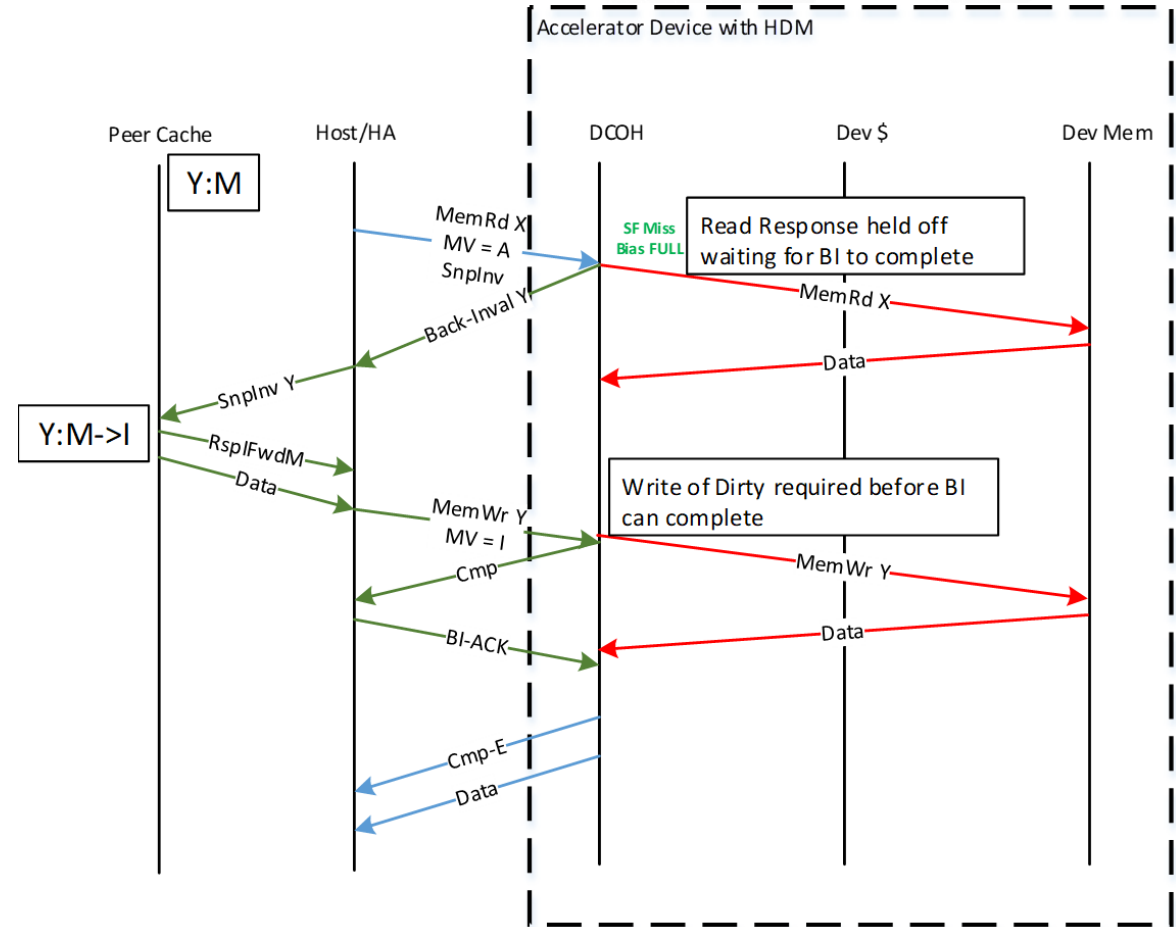 Accelerator Device with HDM
Peer Cache
Host/HA
DCOH
Dev $
Dev Mem
Y:M
MemRd X
MV = A
SnpInv
SF Miss
Bias FULL
Read Response held off
waiting for BI to complete
MemRd X
Back-Inval Y
Data
SnpInv Y
Y:M->I
RspIFwdM
Data
MemWr Y
MV = I
Write of Dirty required before BI
can complete
Cmp
MemWr Y
BI-ACK
Data
Cmp-E
Data